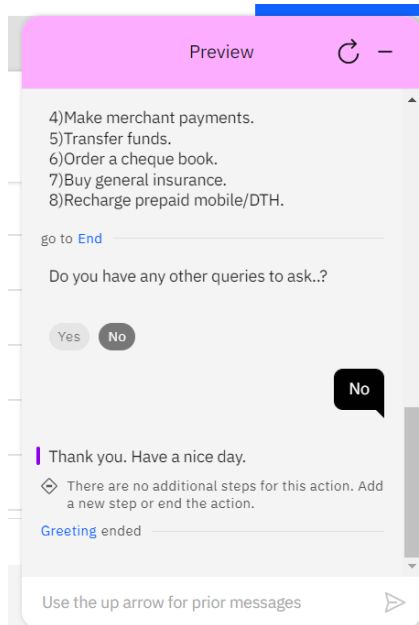 Preview
4)Make merchant payments.
5)Transfer funds.
6)Order a cheque book.
7)Buy general insurance.
8)Recharge prepaid mobile/DTH.
go to End
Do you have any other queries to ask..?
Yes No
No
Thank you. Have a nice day.
There are no additional steps for this action. Add
a new step or end the action.
Greeting ended
Use the up arrow for prior messages